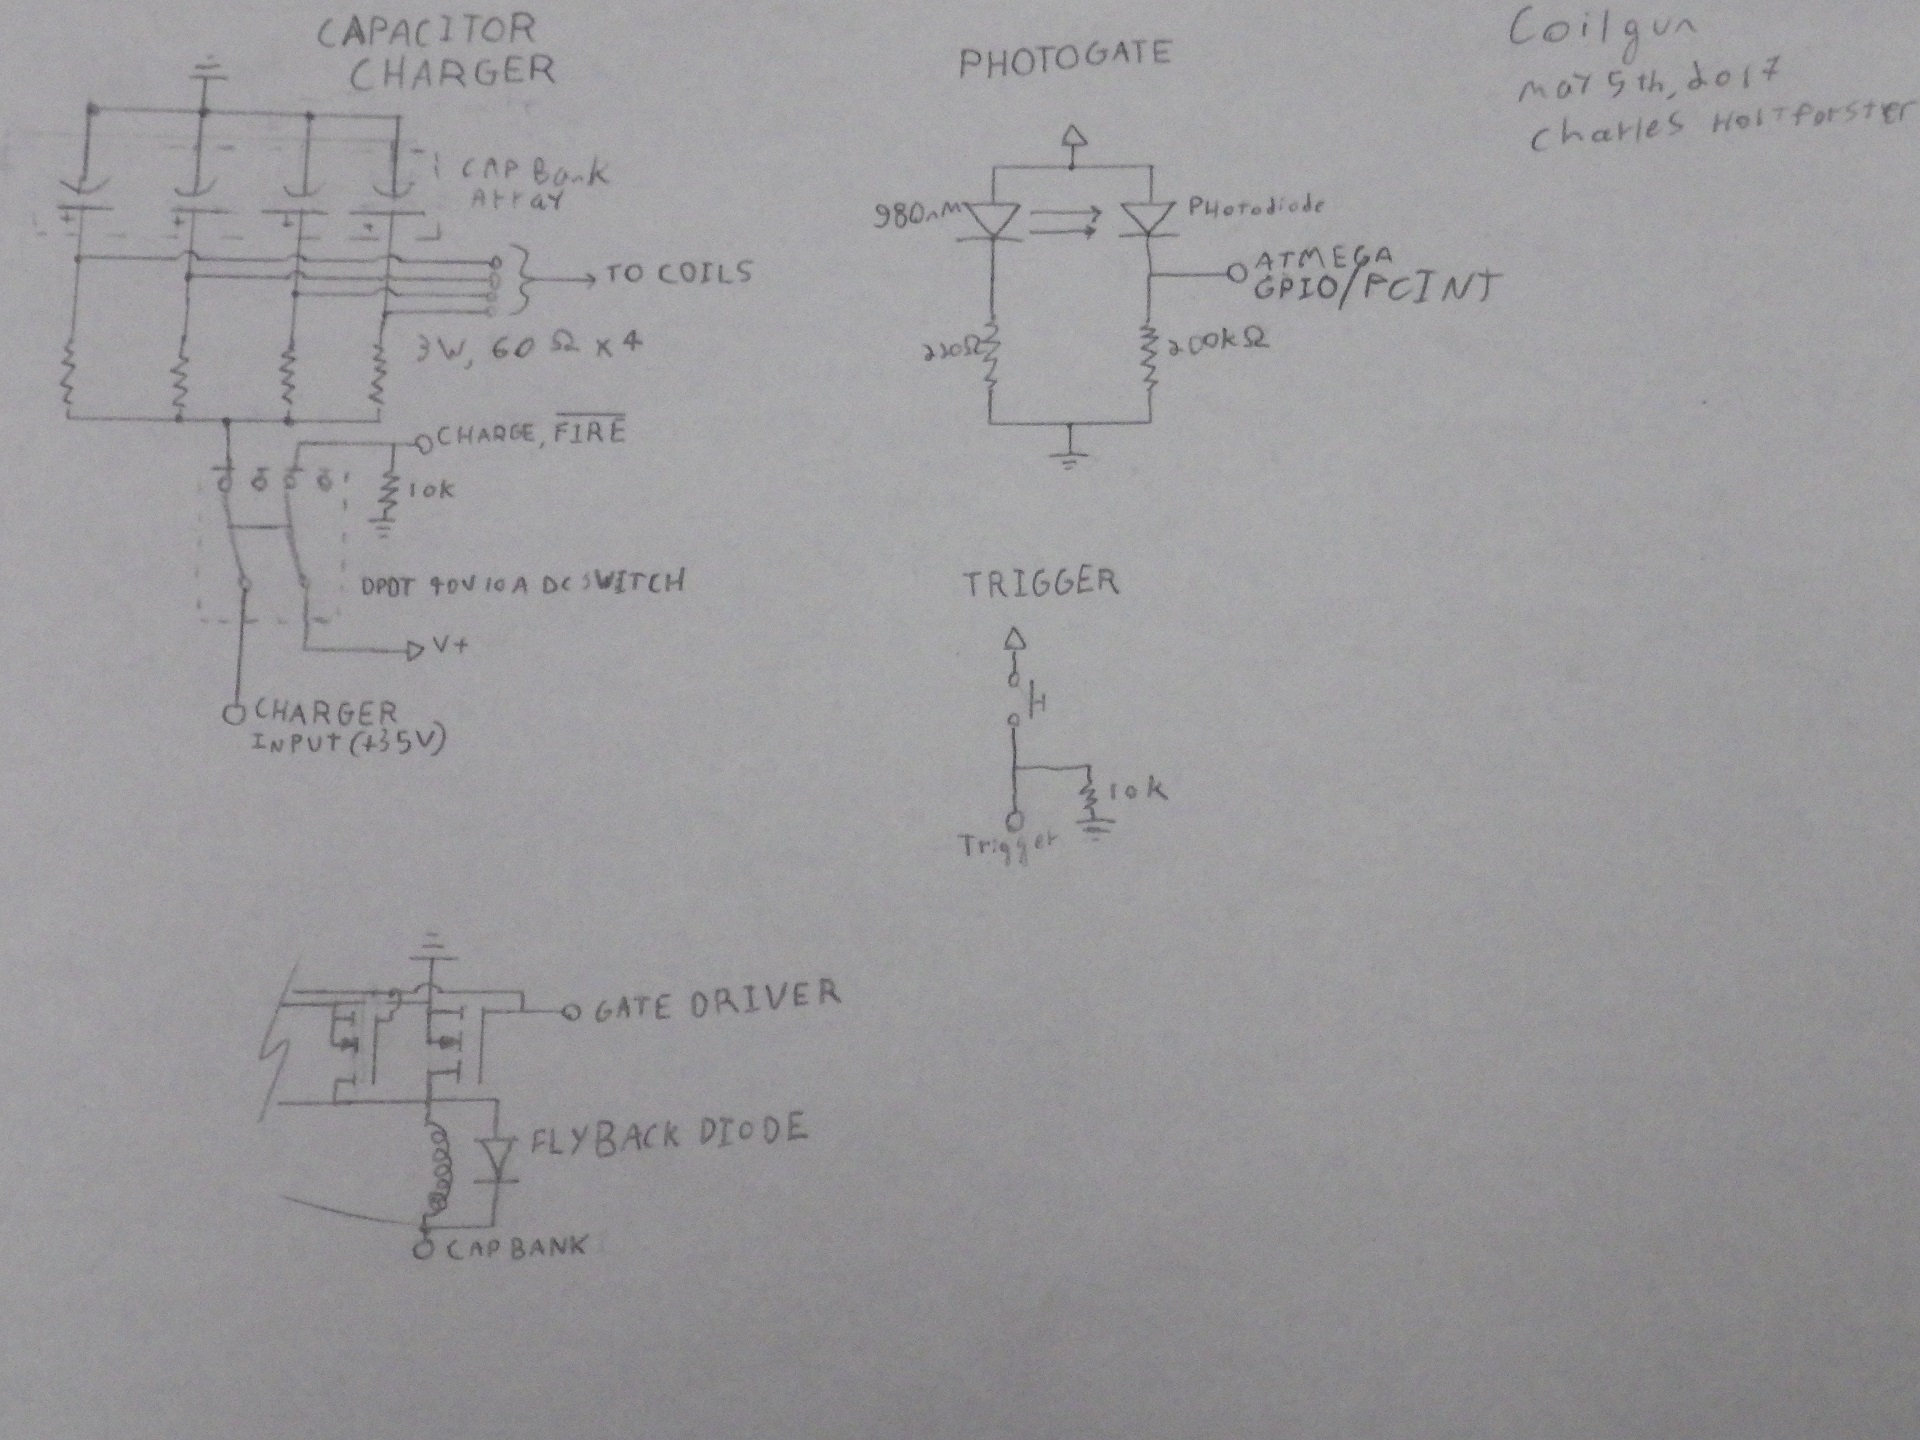 CAPACITOR
CHARGER
CAP Bank
Array
+ + + +
TO COILS
3W, 60 Ω x 4
CHARGE, FIRE
10k
DPDT 40V 10A DC SWITCH
V+
CHARGER
INPUT (+35V)
PHOTOGATE
980nM
PHotodiode
ATMEGA
GPIO/PCINT
220Ω
200kΩ
TRIGGER
10k
Trigger
GATE DRIVER
FLYBACK DIODE
CAP BANK
Coilgun
May 5th, 2017
Charles Holtforster